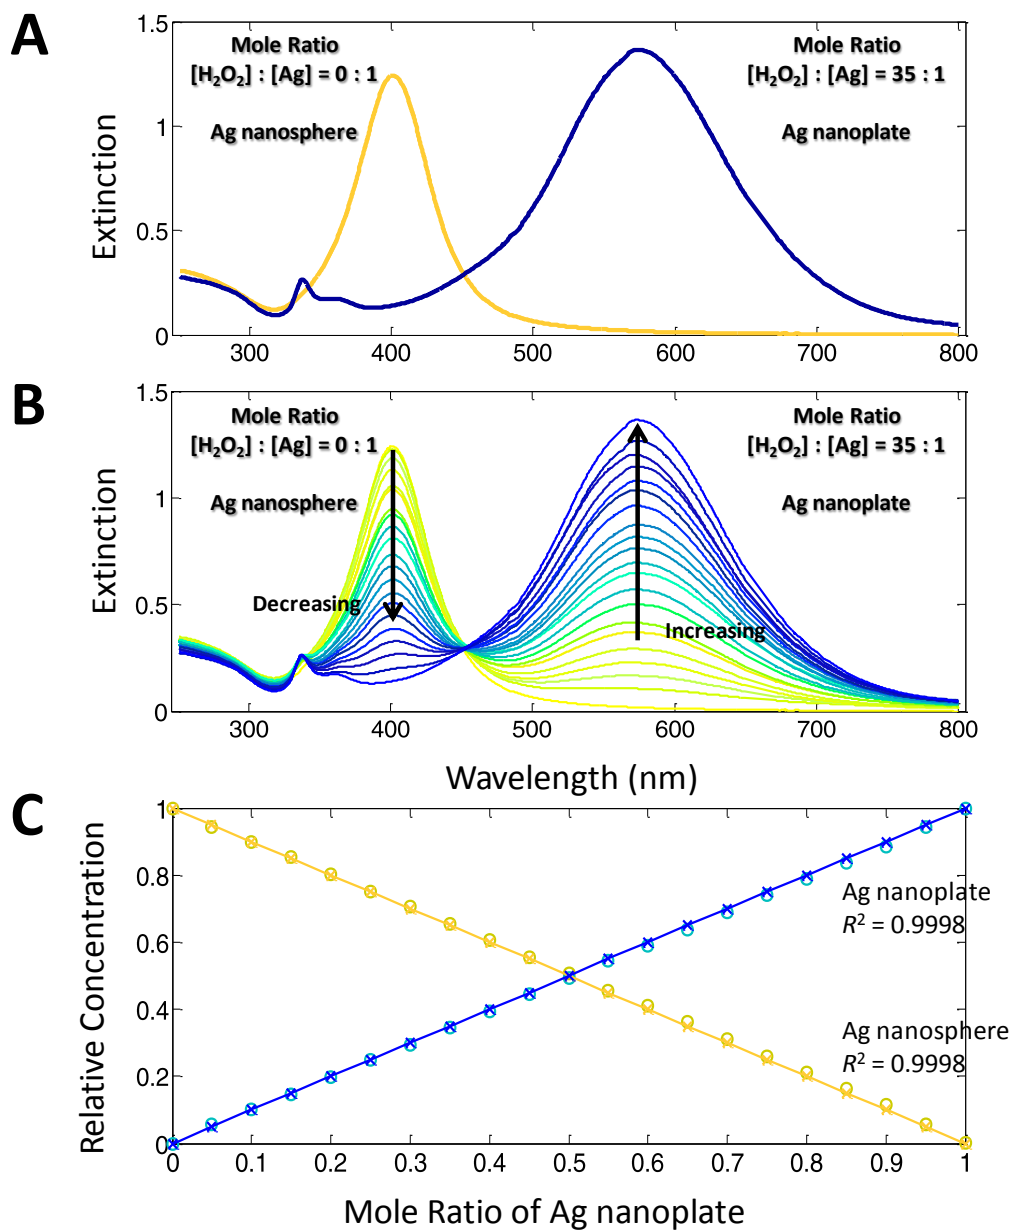 A
Mole Ratio
[H₂O₂] : [Ag] = 0 : 1
Ag nanosphere
Mole Ratio
[H₂O₂] : [Ag] = 35 : 1
Ag nanoplate
Extinction
1.5
1
0.5
0
300 400 500 600 700 800
B
Mole Ratio
[H₂O₂] : [Ag] = 0 : 1
Ag nanosphere
Mole Ratio
[H₂O₂] : [Ag] = 35 : 1
Ag nanoplate
Decreasing
Increasing
Extinction
1.5
1
0.5
0
300 400 500 600 700 800
Wavelength (nm)
C
Relative Concentration
1
0.8
0.6
0.4
0.2
0
Ag nanoplate
R² = 0.9998
Ag nanosphere
R² = 0.9998
0 0.1 0.2 0.3 0.4 0.5 0.6 0.7 0.8 0.9 1
Mole Ratio of Ag nanoplate